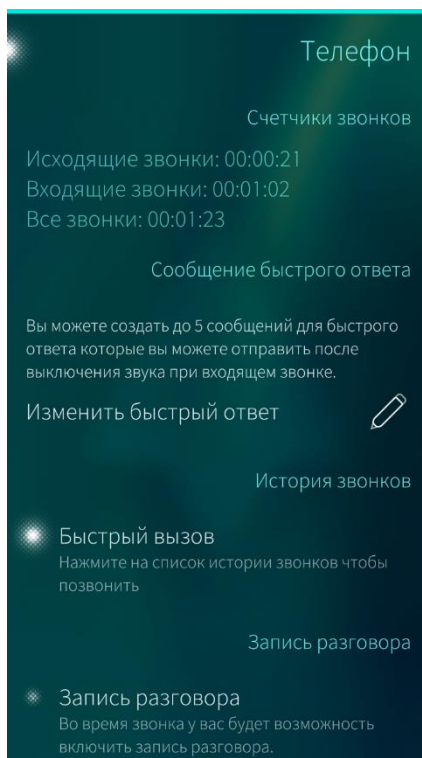 Телефон
Счетчики звонков
Исходящие звонки: 00:00:21
Входящие звонки: 00:01:02
Все звонки: 00:01:23
Сообщение быстрого ответа
Вы можете создать до 5 сообщений для быстрого
ответа которые вы можете отправить после
выключения звука при входящем звонке.
Изменить быстрый ответ
История звонков
Быстрый вызов
Нажмите на список истории звонков чтобы
позвонить
Запись разговора
Запись разговора
Во время звонка у вас будет возможность
включить запись разговора.